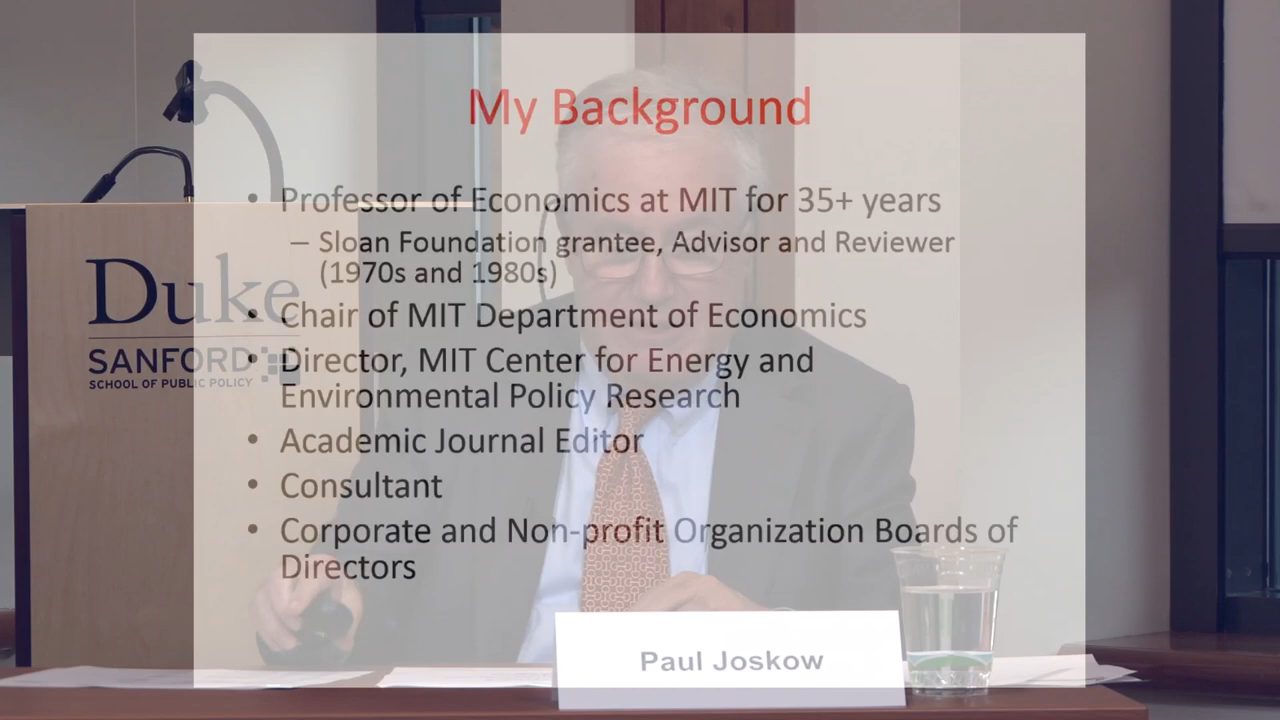 My Background
• Professor of Economics at MIT for 35+ years
– Sloan Foundation grantee, Advisor and Reviewer
(1970s and 1980s)
• Chair of MIT Department of Economics
• Director, MIT Center for Energy and
Environmental Policy Research
• Academic Journal Editor
• Consultant
• Corporate and Non-profit Organization Boards of
Directors
Duke
SANFORD
SCHOOL OF PUBLIC POLICY
Paul Joskow